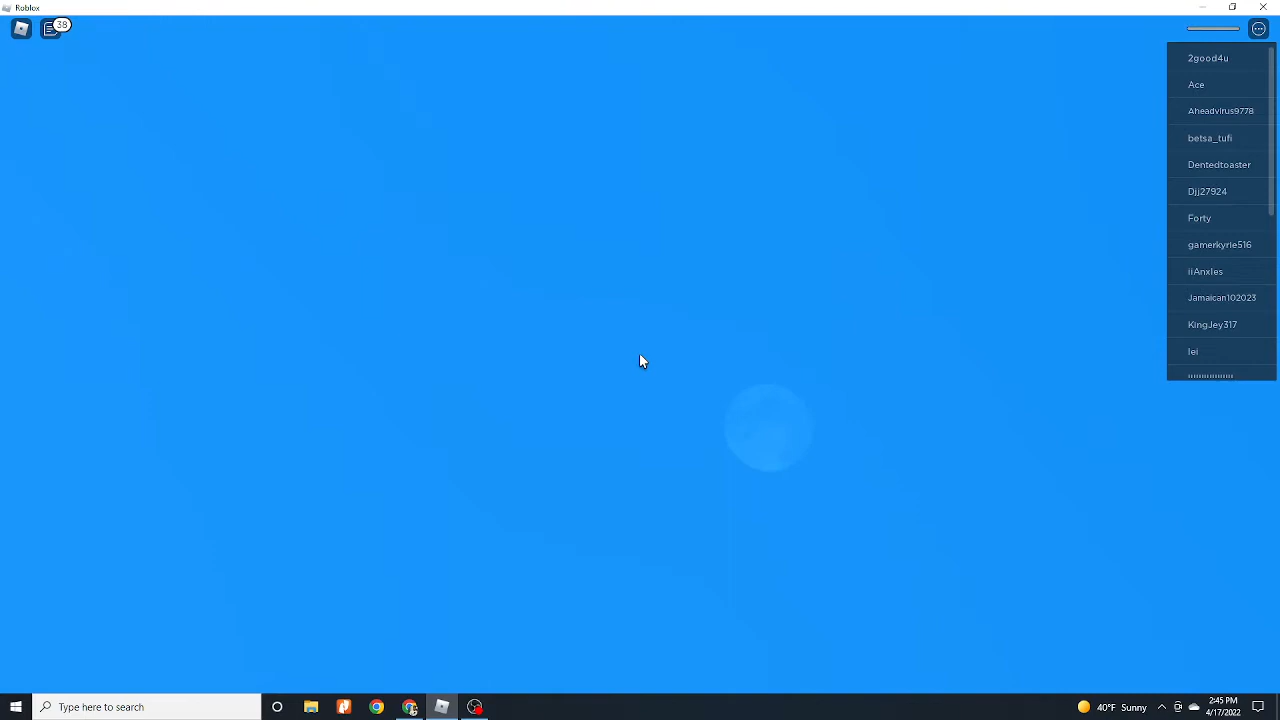 Roblox
38
2good4u
Ace
Aheadvirus9778
betsa_tufi
Dentedtoaster
Djj27924
Forty
gamerkyrie516
iiAnxIes
Jamaican102023
KingJey317
lei
Type here to search
40°F Sunny
2:45 PM
4/17/2022